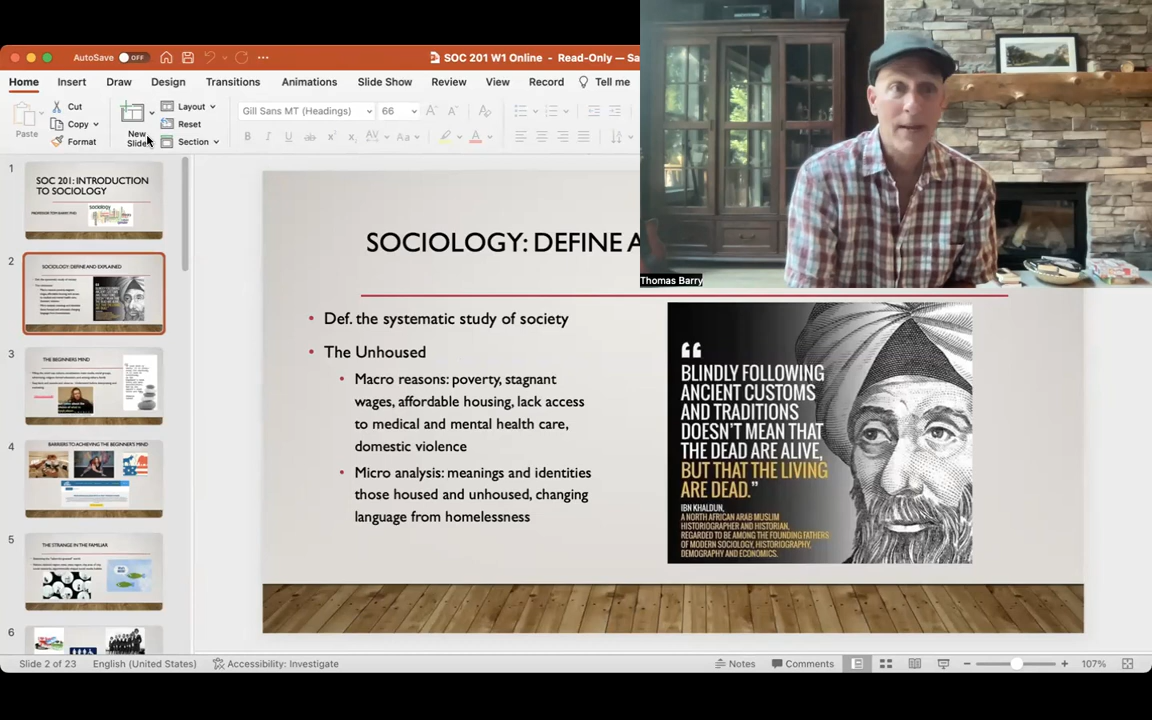 AutoSave OFF
SOC 201 W1 Online - Read-Only — Sa
Home Insert Draw Design Transitions Animations Slide Show Review View Record Tell me
Paste
Cut
Copy
Format
New
Slide
Layout
Reset
Section
Gill Sans MT (Headings) 66
1
SOC 201: INTRODUCTION
TO SOCIOLOGY
sociology
2
SOCIOLOGY: DEFINE AND EXPLAINED
3
THE BEGINNERS MIND
4
BARRIERS TO ACHIEVING THE BEGINNER'S MIND
5
THE STRANGE IN THE FAMILIAR
6
SOCIOLOGY: DEFINE A
Thomas Barry
• Def. the systematic study of society
• The Unhoused
• Macro reasons: poverty, stagnant
wages, affordable housing, lack access
to medical and mental health care,
domestic violence
• Micro analysis: meanings and identities
those housed and unhoused, changing
language from homelessness
“
BLINDLY FOLLOWING
ANCIENT CUSTOMS
AND TRADITIONS
DOESN'T MEAN THAT
THE DEAD ARE ALIVE,
BUT THAT THE LIVING
ARE DEAD.”
IBN KHALDUN,
A NORTH AFRICAN ARAB MUSLIM
HISTORIOGRAPHER AND HISTORIAN.
REGARDED TO BE AMONG THE FOUNDING FATHERS
OF MODERN SOCIOLOGY, HISTORIOGRAPHY,
DEMOGRAPHY AND ECONOMICS.
Slide 2 of 23 English (United States) Accessibility: Investigate Notes Comments 107%